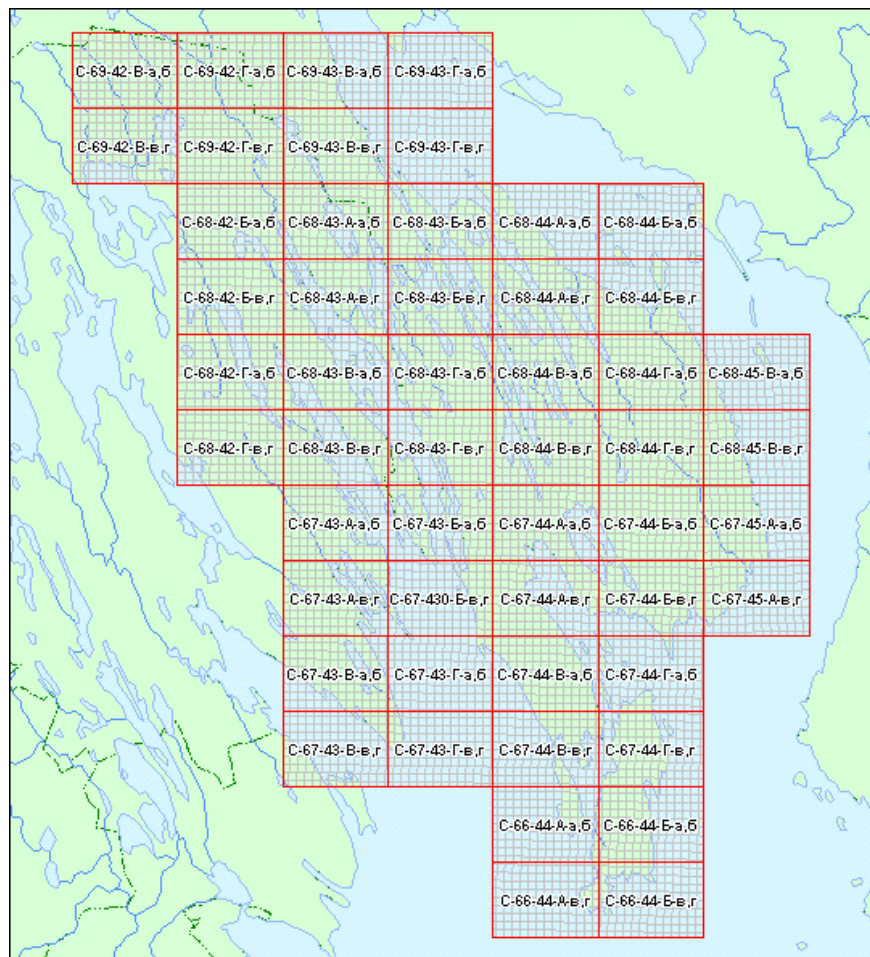 С-69-42-В-а,б С-69-42-Г-а,б С-69-43-В-а,б С-69-43-Г-а,б
С-69-42-В-в,г С-69-42-Г-в,г С-69-43-В-в,г С-69-43-Г-в,г
С-68-42-Б-а,б С-68-43-А-а,б С-68-43-Б-а,б С-68-44-А-а,б С-68-44-Б-а,б
С-68-42-Б-в,г С-68-43-А-в,г С-68-43-Б-в,г С-68-44-А-в,г С-68-44-Б-в,г
С-68-42-Г-а,б С-68-43-В-а,б С-68-43-Г-а,б С-68-44-В-а,б С-68-44-Г-а,б С-68-45-В-а,б
С-68-42-Г-в,г С-68-43-В-в,г С-68-43-Г-в,г С-68-44-В-в,г С-68-44-Г-в,г С-68-45-В-в,г
С-67-43-А-а,б С-67-43-Б-а,б С-67-44-А-а,б С-67-44-Б-а,б С-67-45-А-а,б
С-67-43-А-в,г С-67-430-Б-в,г С-67-44-А-в,г С-67-44-Б-в,г С-67-45-А-в,г
С-67-43-В-а,б С-67-43-Г-а,б С-67-44-В-а,б С-67-44-Г-а,б
С-67-43-В-в,г С-67-43-Г-в,г С-67-44-В-в,г С-67-44-Г-в,г
С-66-44-А-а,б С-66-44-Б-а,б
С-66-44-А-в,г С-66-44-Б-в,г